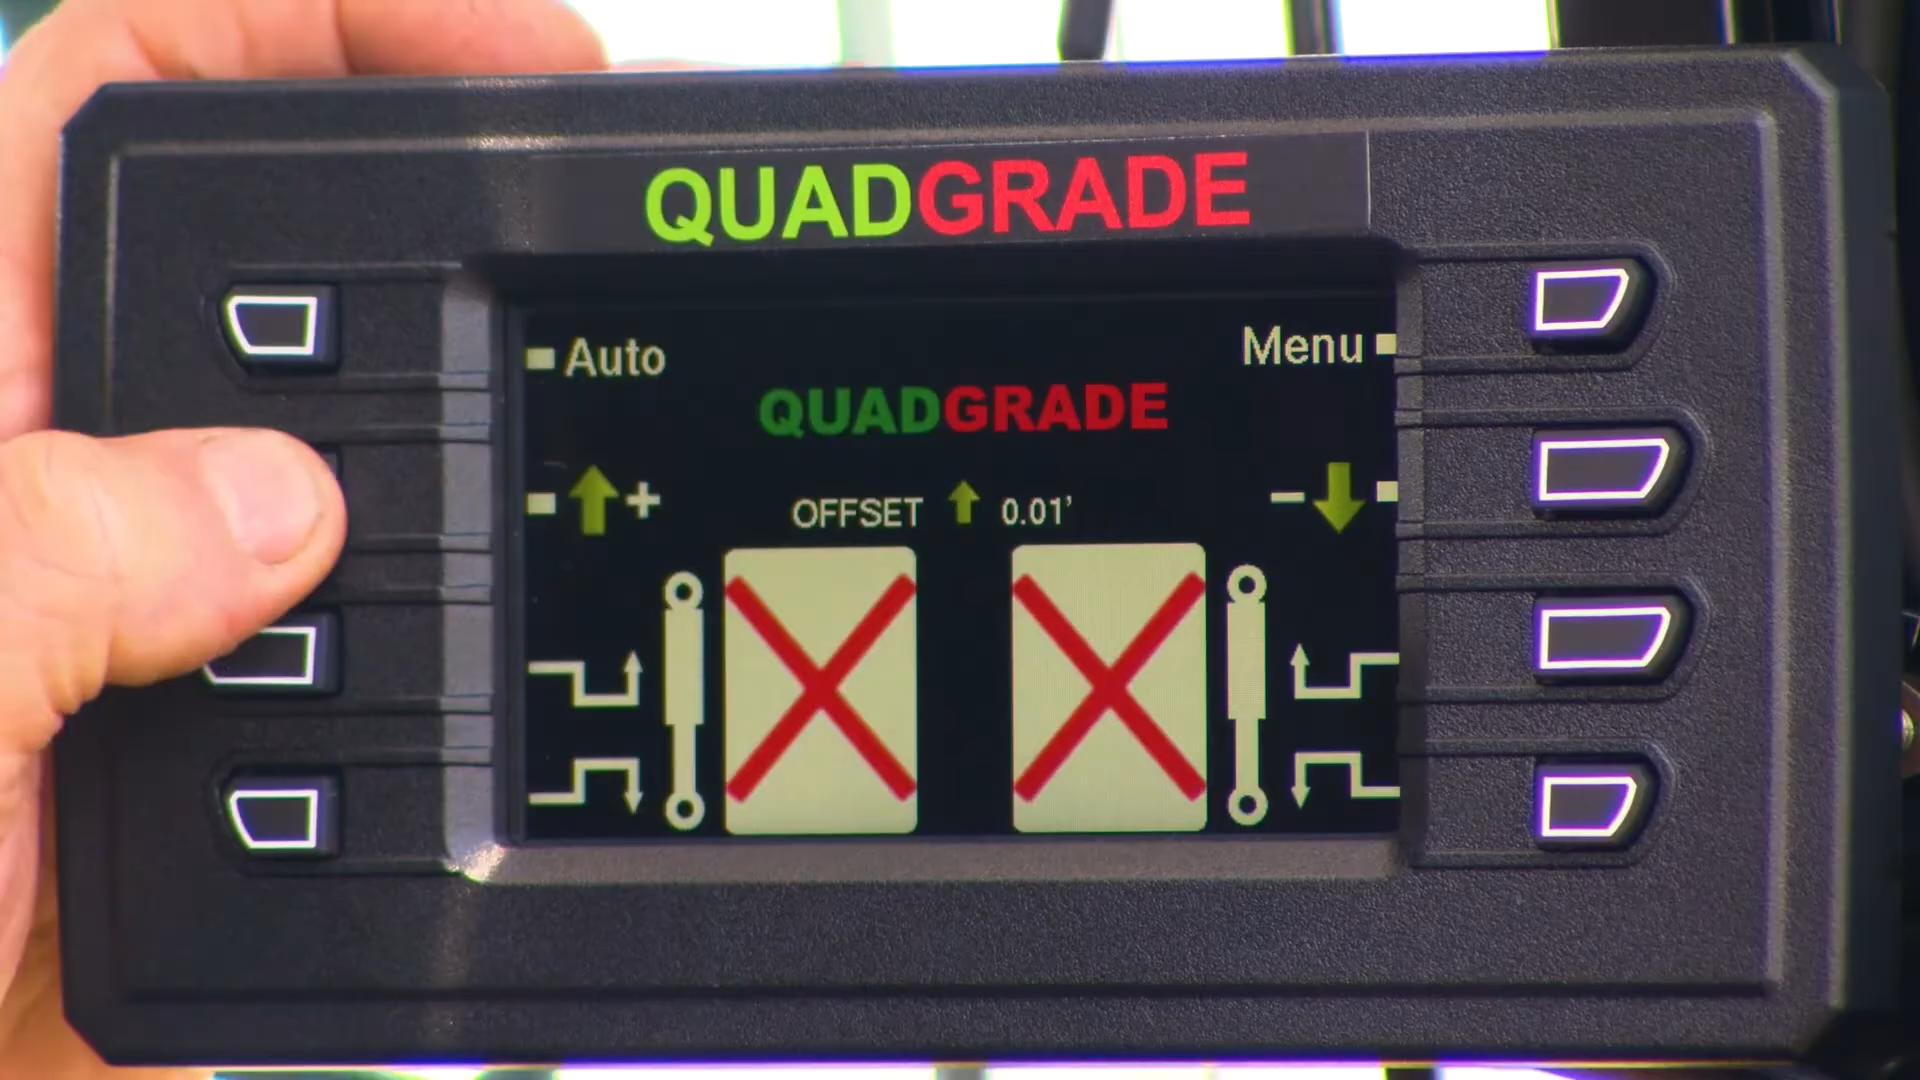 QUADGRADE
Auto
Menu
QUADGRADE
+
OFFSET 0.01'
−